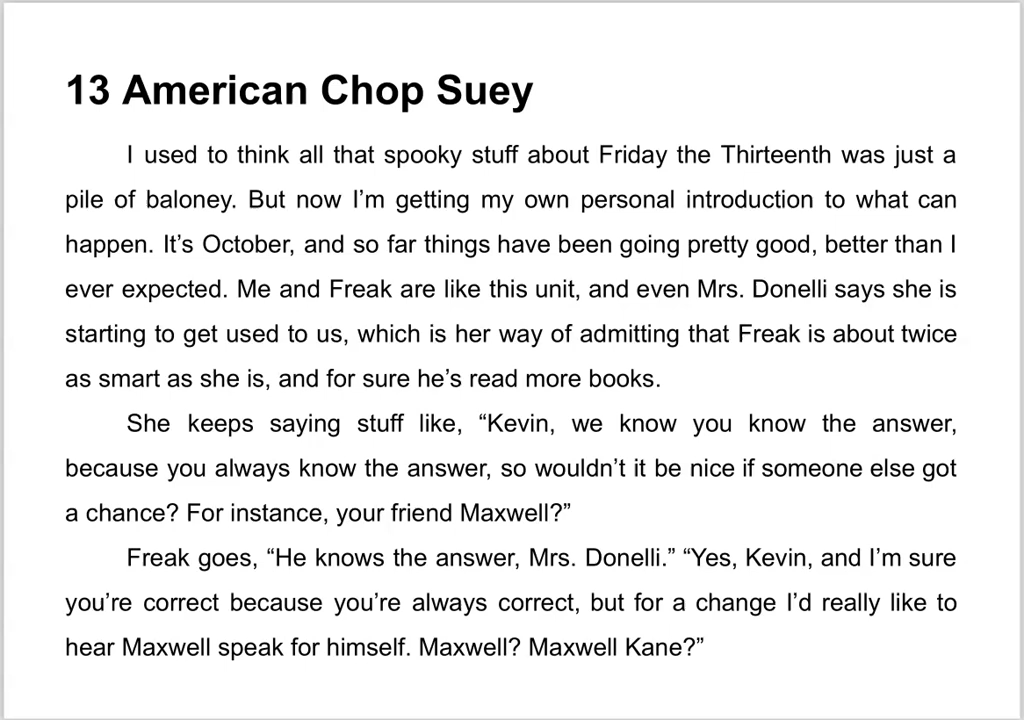 13 American Chop Suey
I used to think all that spooky stuff about Friday the Thirteenth was just a
pile of baloney. But now I’m getting my own personal introduction to what can
happen. It’s October, and so far things have been going pretty good, better than I
ever expected. Me and Freak are like this unit, and even Mrs. Donelli says she is
starting to get used to us, which is her way of admitting that Freak is about twice
as smart as she is, and for sure he’s read more books.
She keeps saying stuff like, “Kevin, we know you know the answer,
because you always know the answer, so wouldn’t it be nice if someone else got
a chance? For instance, your friend Maxwell?”
Freak goes, “He knows the answer, Mrs. Donelli.” “Yes, Kevin, and I’m sure
you’re correct because you’re always correct, but for a change I’d really like to
hear Maxwell speak for himself. Maxwell? Maxwell Kane?”